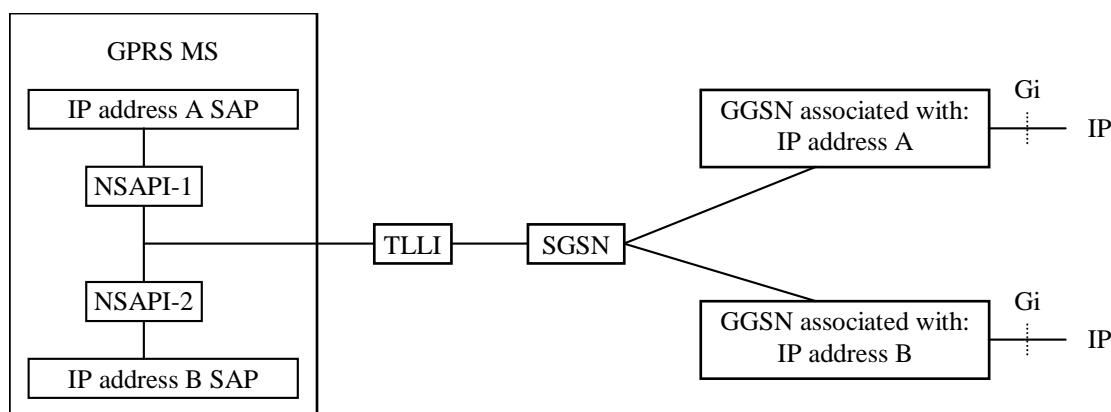 GPRS MS
IP address A SAP
NSAPI-1
NSAPI-2
IP address B SAP
TLLI
SGSN
GGSN associated with:
IP address A
Gi
IP
GGSN associated with:
IP address B
Gi
IP